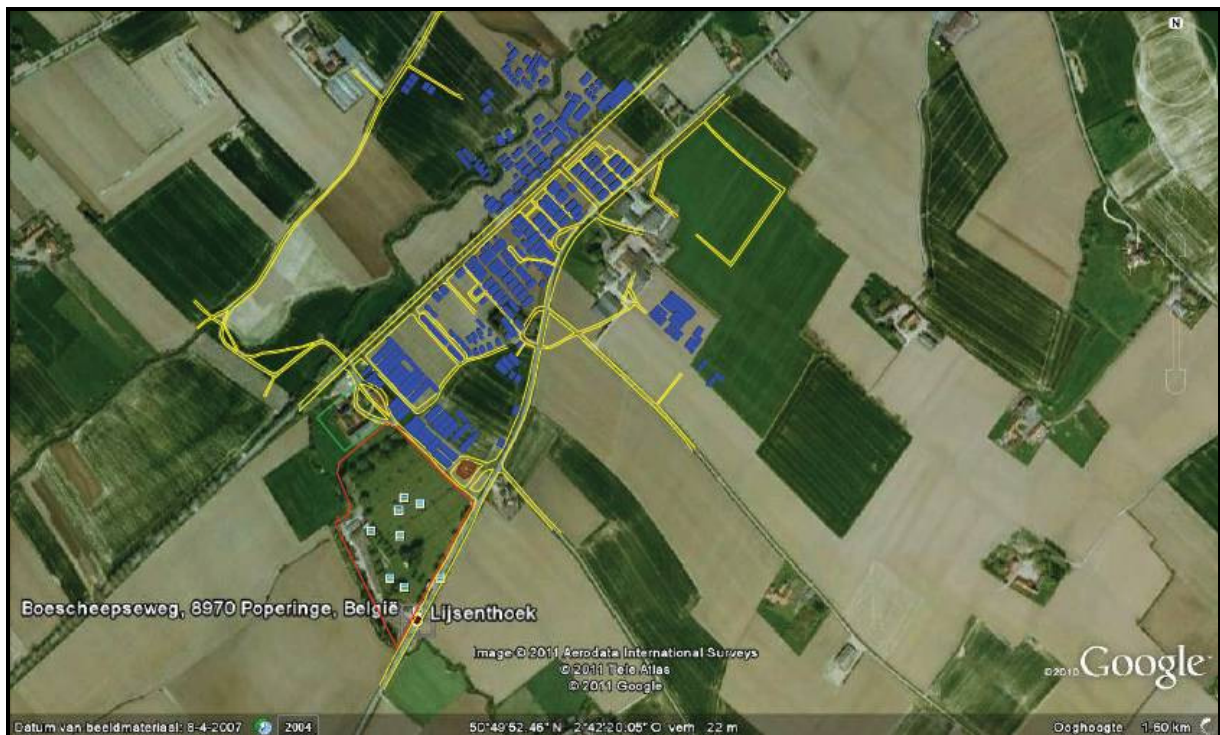 N
Boescheepseweg, 8970 Poperinge, België
Lijsenthoek
Image © 2011 Aerodata International Surveys
© 2011 Tele Atlas
© 2011 Google
©2010 Google
Datum van beeldmateriaal: 8-4-2007 2004 50°49'52.46" N 2°42'20.05" O verh 22 m Ooghoogte 1.60 km